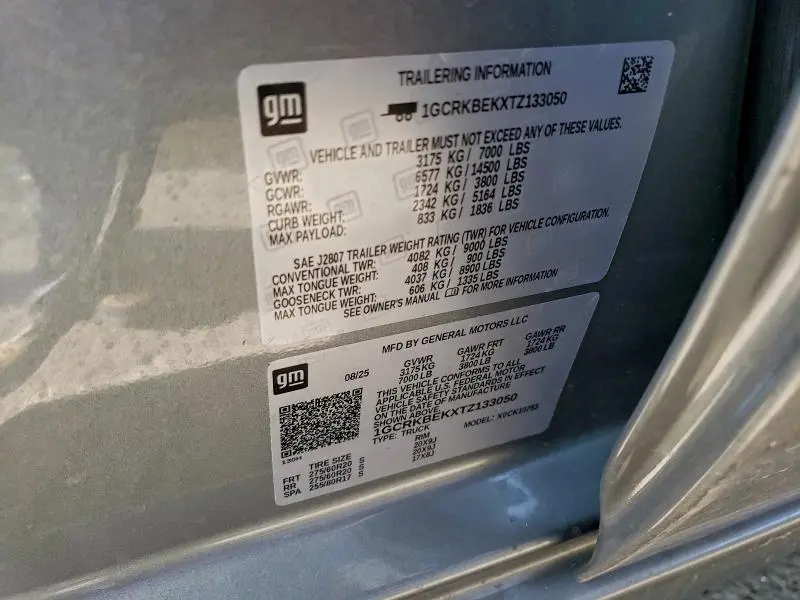 gm
TRAILERING INFORMATION
1GCRKBEKXTZ133050
VEHICLE AND TRAILER MUST NOT EXCEED ANY OF THESE VALUES.
GVWR: 3175 KG/ 7000 LBS
GCWR: 6577 KG/ 14500 LBS
RGAWR: 1724 KG/ 3800 LBS
CURB WEIGHT: 2342 KG/ 5164 LBS
MAX PAYLOAD: 833 KG/ 1836 LBS
SAE J2807 TRAILER WEIGHT RATING (TWR) FOR VEHICLE CONFIGURATION.
CONVENTIONAL TWR: 4082 KG/ 9000 LBS
MAX TONGUE WEIGHT: 408 KG/ 900 LBS
GOOSENECK TWR: 4037 KG/ 8900 LBS
MAX TONGUE WEIGHT: 606 KG/ 1335 LBS
SEE OWNER'S MANUAL FOR MORE INFORMATION
gm
MFD BY GENERAL MOTORS LLC
08/25
GVWR GAWR FRT GAWR RR
3175KG 1724KG 1724KG
7000LB 3800LB 3800LB
THIS VEHICLE CONFORMS TO ALL
APPLICABLE U.S. FEDERAL MOTOR
VEHICLE SAFETY STANDARDS IN EFFECT
ON THE DATE OF MANUFACTURE
SHOWN ABOVE.
1GCRKBEKXTZ133050
TYPE: TRUCK MODEL: X0CK10753
TIRE SIZE RIM
FRT 275/60R20 S 20X9J
RR 275/60R20 S 20X9J
SPA 255/80R17 S 17X8J